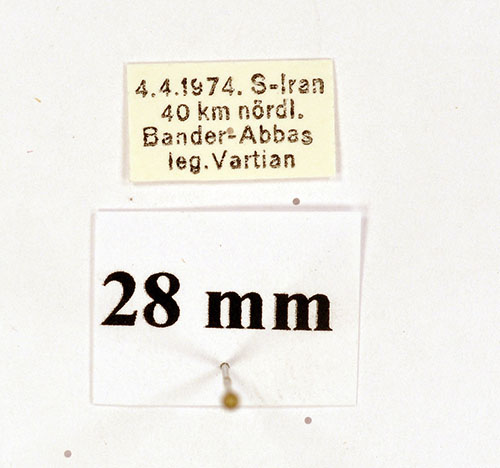 4.4.1974. S-Iran
40 km nördl.
Bander-Abbas
leg.Vartian
28 mm